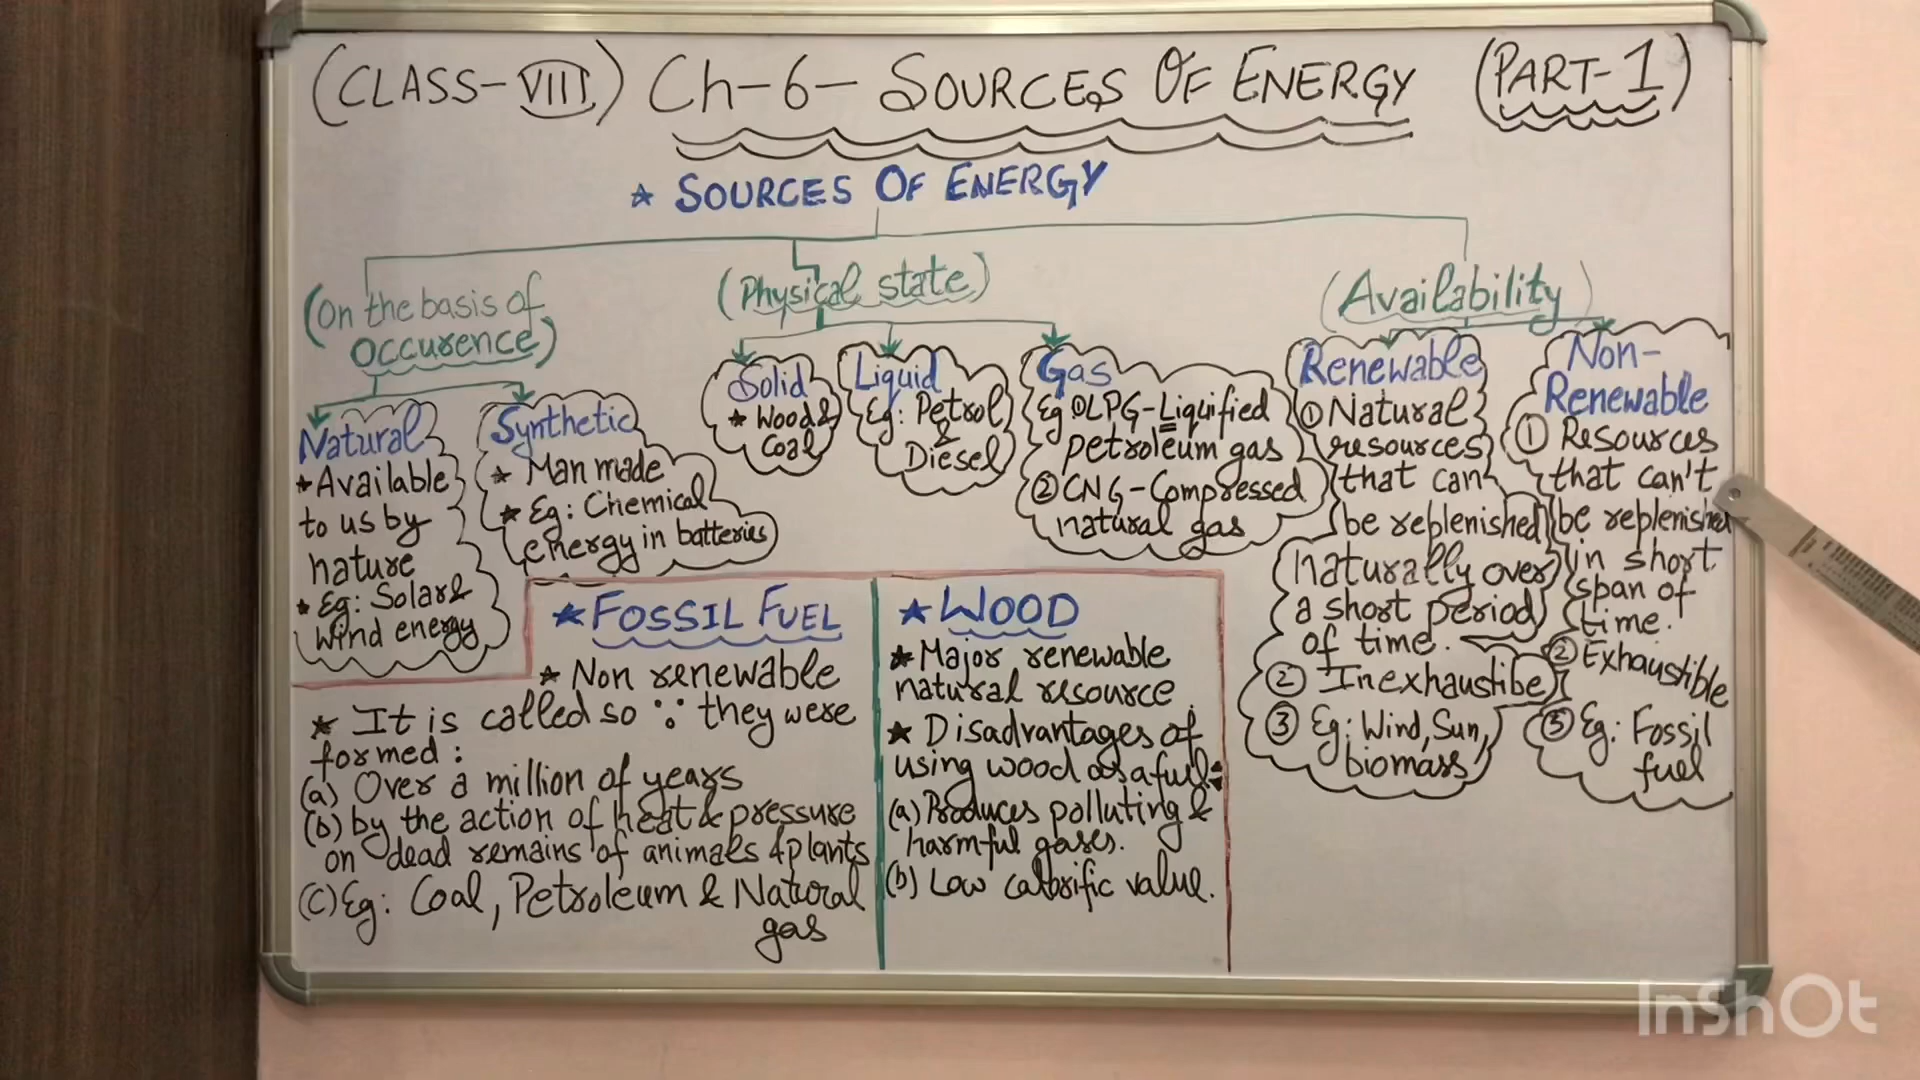 (CLASS-VIII) Ch-6- SOURCES OF ENERGY (PART-1)
★ SOURCES OF ENERGY
(On the basis of
Occurence)
Natural
★ Available
to us by
nature
★ Eg: Solar &
wind energy
Synthetic
★ Man made
★ Eg: Chemical
energy in batteries
(Physical state)
Solid
★ Wood &
Coal
Liquid
Eg: Petrol
&
Diesel
Gas
Eg ① LPG-Liquified
petroleum gas
② CNG-Compressed
natural gas
(Availability)
Renewable
① Natural
resources
that can
be replenished
naturally over
a short period
of time.
② Inexhaustibe
③ Eg: Wind, Sun,
biomass
Non-
Renewable
① Resources
that can't
be replenished
in short
span of
time.
② Exhaustible
③ Eg: Fossil
fuel
★ FOSSIL FUEL
★ Non renewable
★ It is called so ∵ they were
formed:
(a) Over a million of years
(b) by the action of heat & pressure
on dead remains of animals & plants
(c) Eg: Coal, Petroleum & Natural
gas
★ WOOD
★ Major renewable
natural resource
★ Disadvantages of
using wood as a fuel:
(a) Produces polluting &
harmful gases.
(b) Low calorific value.
InShOt